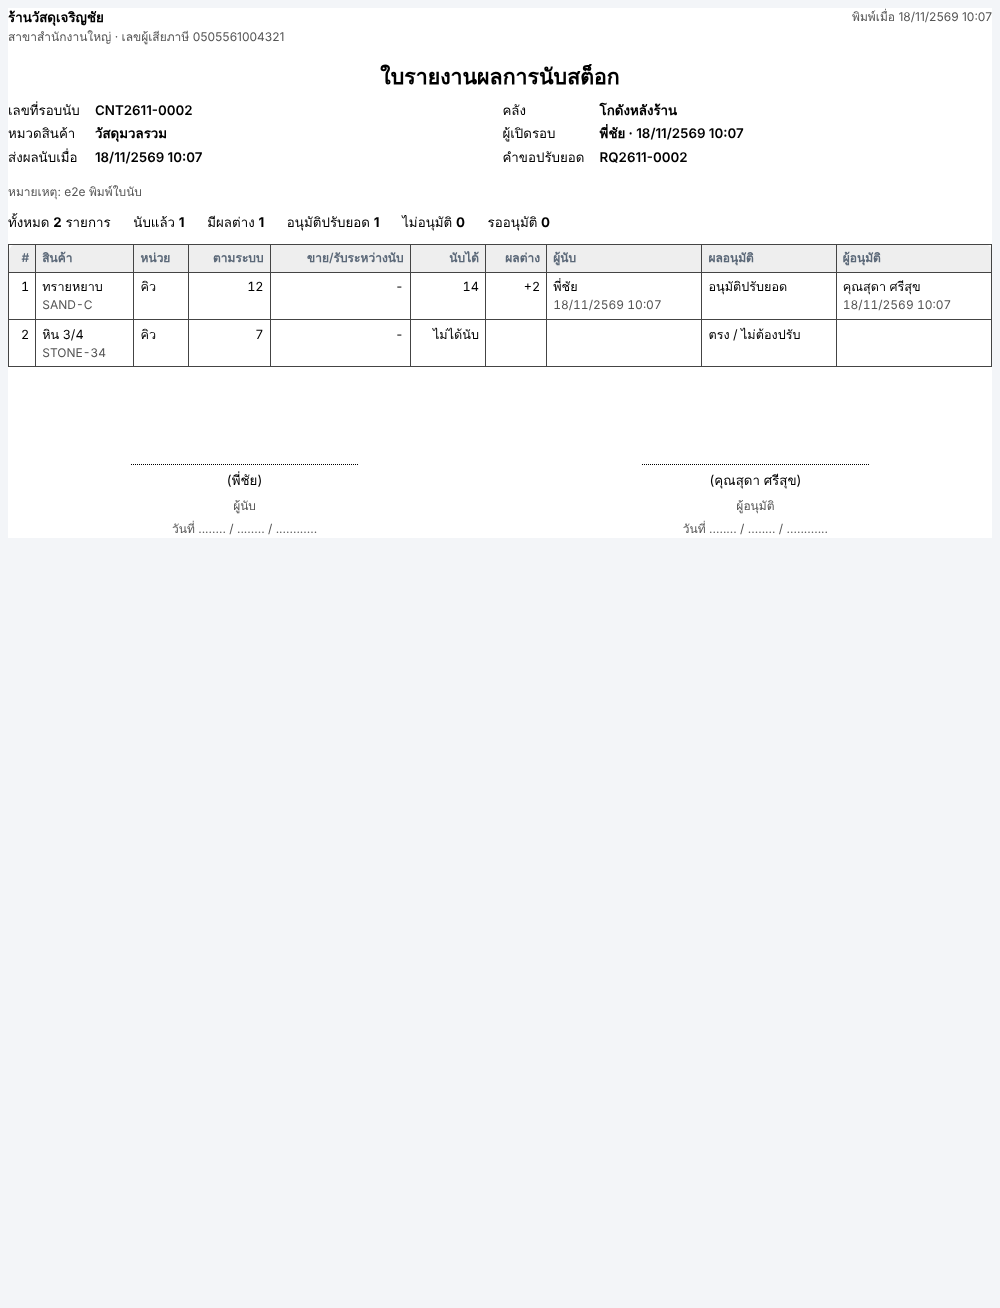 ร้านวัสดุเจริญชัย
พิมพ์เมื่อ 18/11/2569 10:07
สาขาสำนักงานใหญ่ · เลขผู้เสียภาษี 0505561004321
ใบรายงานผลการนับสต็อก
เลขที่รอบนับ CNT2611-0002 คลัง โกดังหลังร้าน
หมวดสินค้า วัสดุมวลรวม ผู้เปิดรอบ พี่ชัย · 18/11/2569 10:07
ส่งผลนับเมื่อ 18/11/2569 10:07 คำขอปรับยอด RQ2611-0002
หมายเหตุ: e2e พิมพ์ใบนับ
ทั้งหมด 2 รายการ นับแล้ว 1 มีผลต่าง 1 อนุมัติปรับยอด 1 ไม่อนุมัติ 0 รออนุมัติ 0
# สินค้า หน่วย ตามระบบ ขาย/รับระหว่างนับ นับได้ ผลต่าง ผู้นับ ผลอนุมัติ ผู้อนุมัติ
1 ทรายหยาบ คิว 12 - 14 +2 พี่ชัย อนุมัติปรับยอด คุณสุดา ศรีสุข
SAND-C 18/11/2569 10:07 18/11/2569 10:07
2 หิน 3/4 คิว 7 - ไม่ได้นับ ตรง / ไม่ต้องปรับ
STONE-34
(พี่ชัย) (คุณสุดา ศรีสุข)
ผู้นับ ผู้อนุมัติ
วันที่ ........ / ........ / ............ วันที่ ........ / ........ / ............